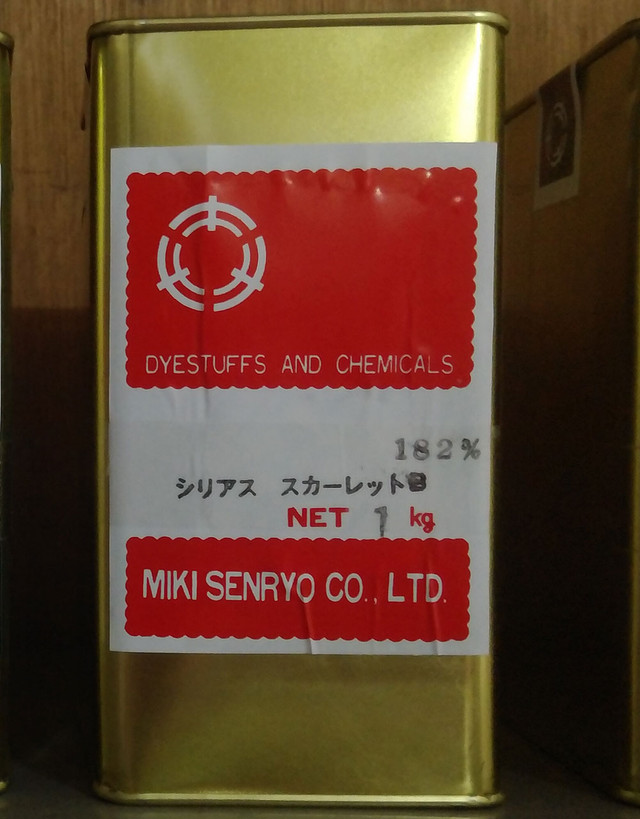 DYESTUFFS AND CHEMICALS
182%
シリアス スカーレットB
NET 1 kg
MIKI SENRYO CO., LTD.